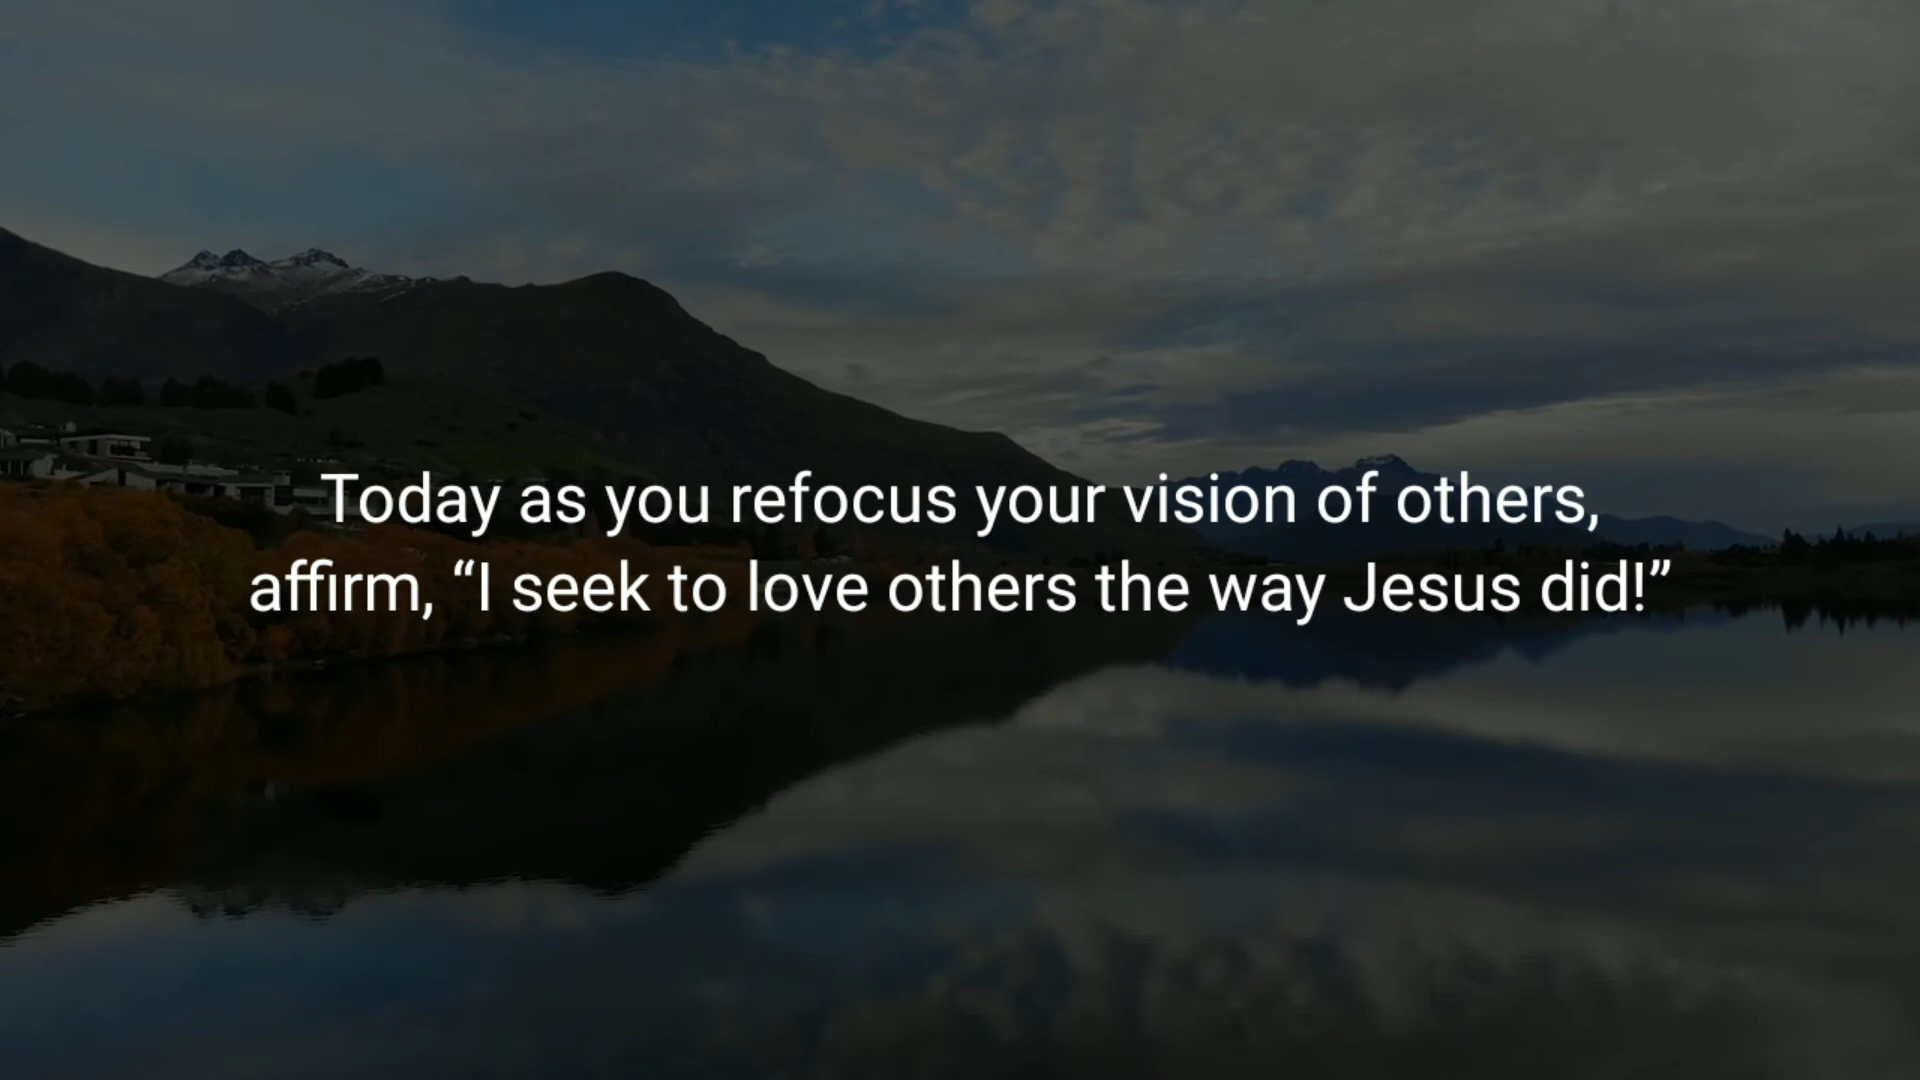 Today as you refocus your vision of others,
affirm, “I seek to love others the way Jesus did!”